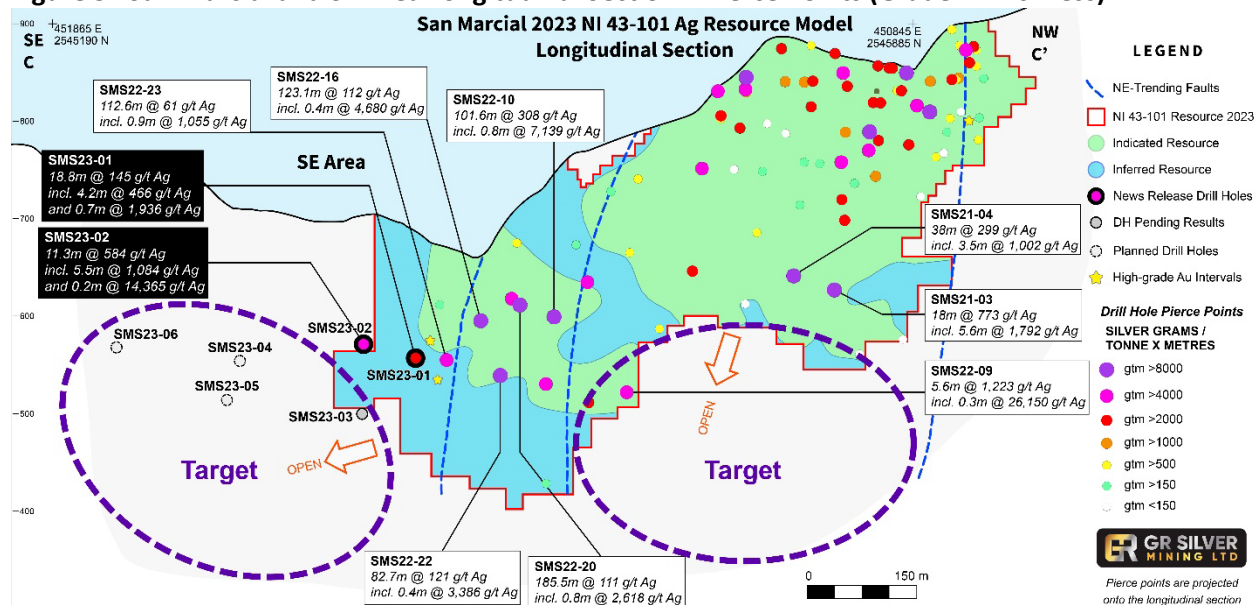 San Marcial 2023 NI 43-101 Ag Resource Model
Longitudinal Section
SE
C
451865 E
2545190 N
450845 E
2545885 N
NW
C'
900
800
700
600
500
400
SMS22-23
112.6m @ 61 g/t Ag
incl. 0.9m @ 1,055 g/t Ag
SMS22-16
123.1m @ 112 g/t Ag
incl. 0.4m @ 4,680 g/t Ag
SMS22-10
101.6m @ 308 g/t Ag
incl. 0.8m @ 7,139 g/t Ag
SE Area
SMS23-01
18.8m @ 145 g/t Ag
incl. 4.2m @ 466 g/t Ag
and 0.7m @ 1,936 g/t Ag
SMS23-02
11.3m @ 584 g/t Ag
incl. 5.5m @ 1,084 g/t Ag
and 0.2m @ 14,365 g/t Ag
SMS21-04
38m @ 299 g/t Ag
incl. 3.5m @ 1,002 g/t Ag
SMS21-03
18m @ 773 g/t Ag
incl. 5.6m @ 1,792 g/t Ag
SMS22-09
5.6m @ 1,223 g/t Ag
incl. 0.3m @ 26,150 g/t Ag
SMS23-06
SMS23-04
SMS23-05
SMS23-02
SMS23-01
SMS23-03
Target
OPEN
OPEN
Target
SMS22-22
82.7m @ 121 g/t Ag
incl. 0.4m @ 3,386 g/t Ag
SMS22-20
185.5m @ 111 g/t Ag
incl. 0.8m @ 2,618 g/t Ag
0 150 m
LEGEND
NE-Trending Faults
NI 43-101 Resource 2023
Indicated Resource
Inferred Resource
News Release Drill Holes
DH Pending Results
Planned Drill Holes
High-grade Au Intervals
Drill Hole Pierce Points
SILVER GRAMS /
TONNE X METRES
gtm >8000
gtm >4000
gtm >2000
gtm >1000
gtm >500
gtm >150
gtm <150
GR SILVER
MINING LTD
Pierce points are projected
onto the longitudinal section